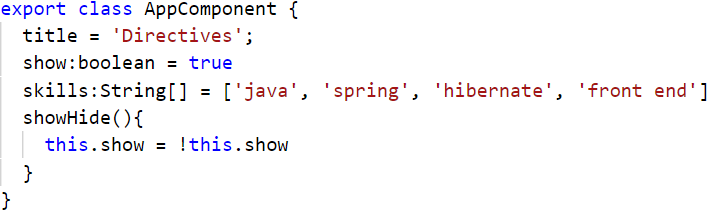 export class AppComponent {
  title = 'Directives';
  show:boolean = true
  skills:String[] = ['java', 'spring', 'hibernate', 'front end']
  showHide(){
    this.show = !this.show
  }
}